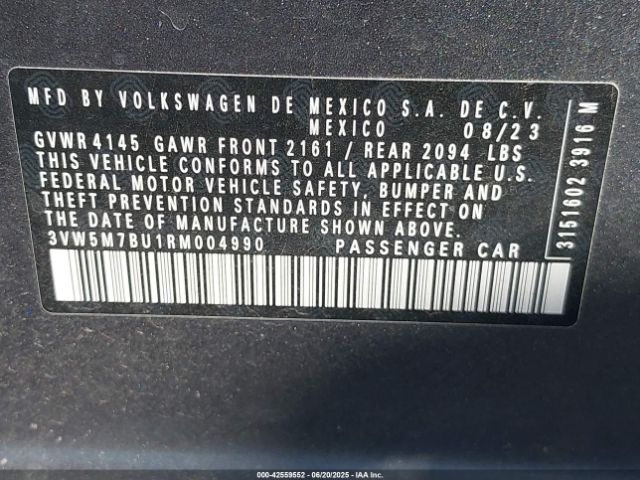 MFD BY VOLKSWAGEN DE MEXICO S.A. DE C.V.
MEXICO 08/23
GVWR 4145 GAWR FRONT 2161 / REAR 2094 LBS
THIS VEHICLE CONFORMS TO ALL APPLICABLE U.S.
FEDERAL MOTOR VEHICLE SAFETY, BUMPER AND
THEFT PREVENTION STANDARDS IN EFFECT ON
THE DATE OF MANUFACTURE SHOWN ABOVE.
3VW5M7BU1RM004990 PASSENGER CAR
3151602 3916 M
000-42559552 - 06/20/2025 - IAAI.com